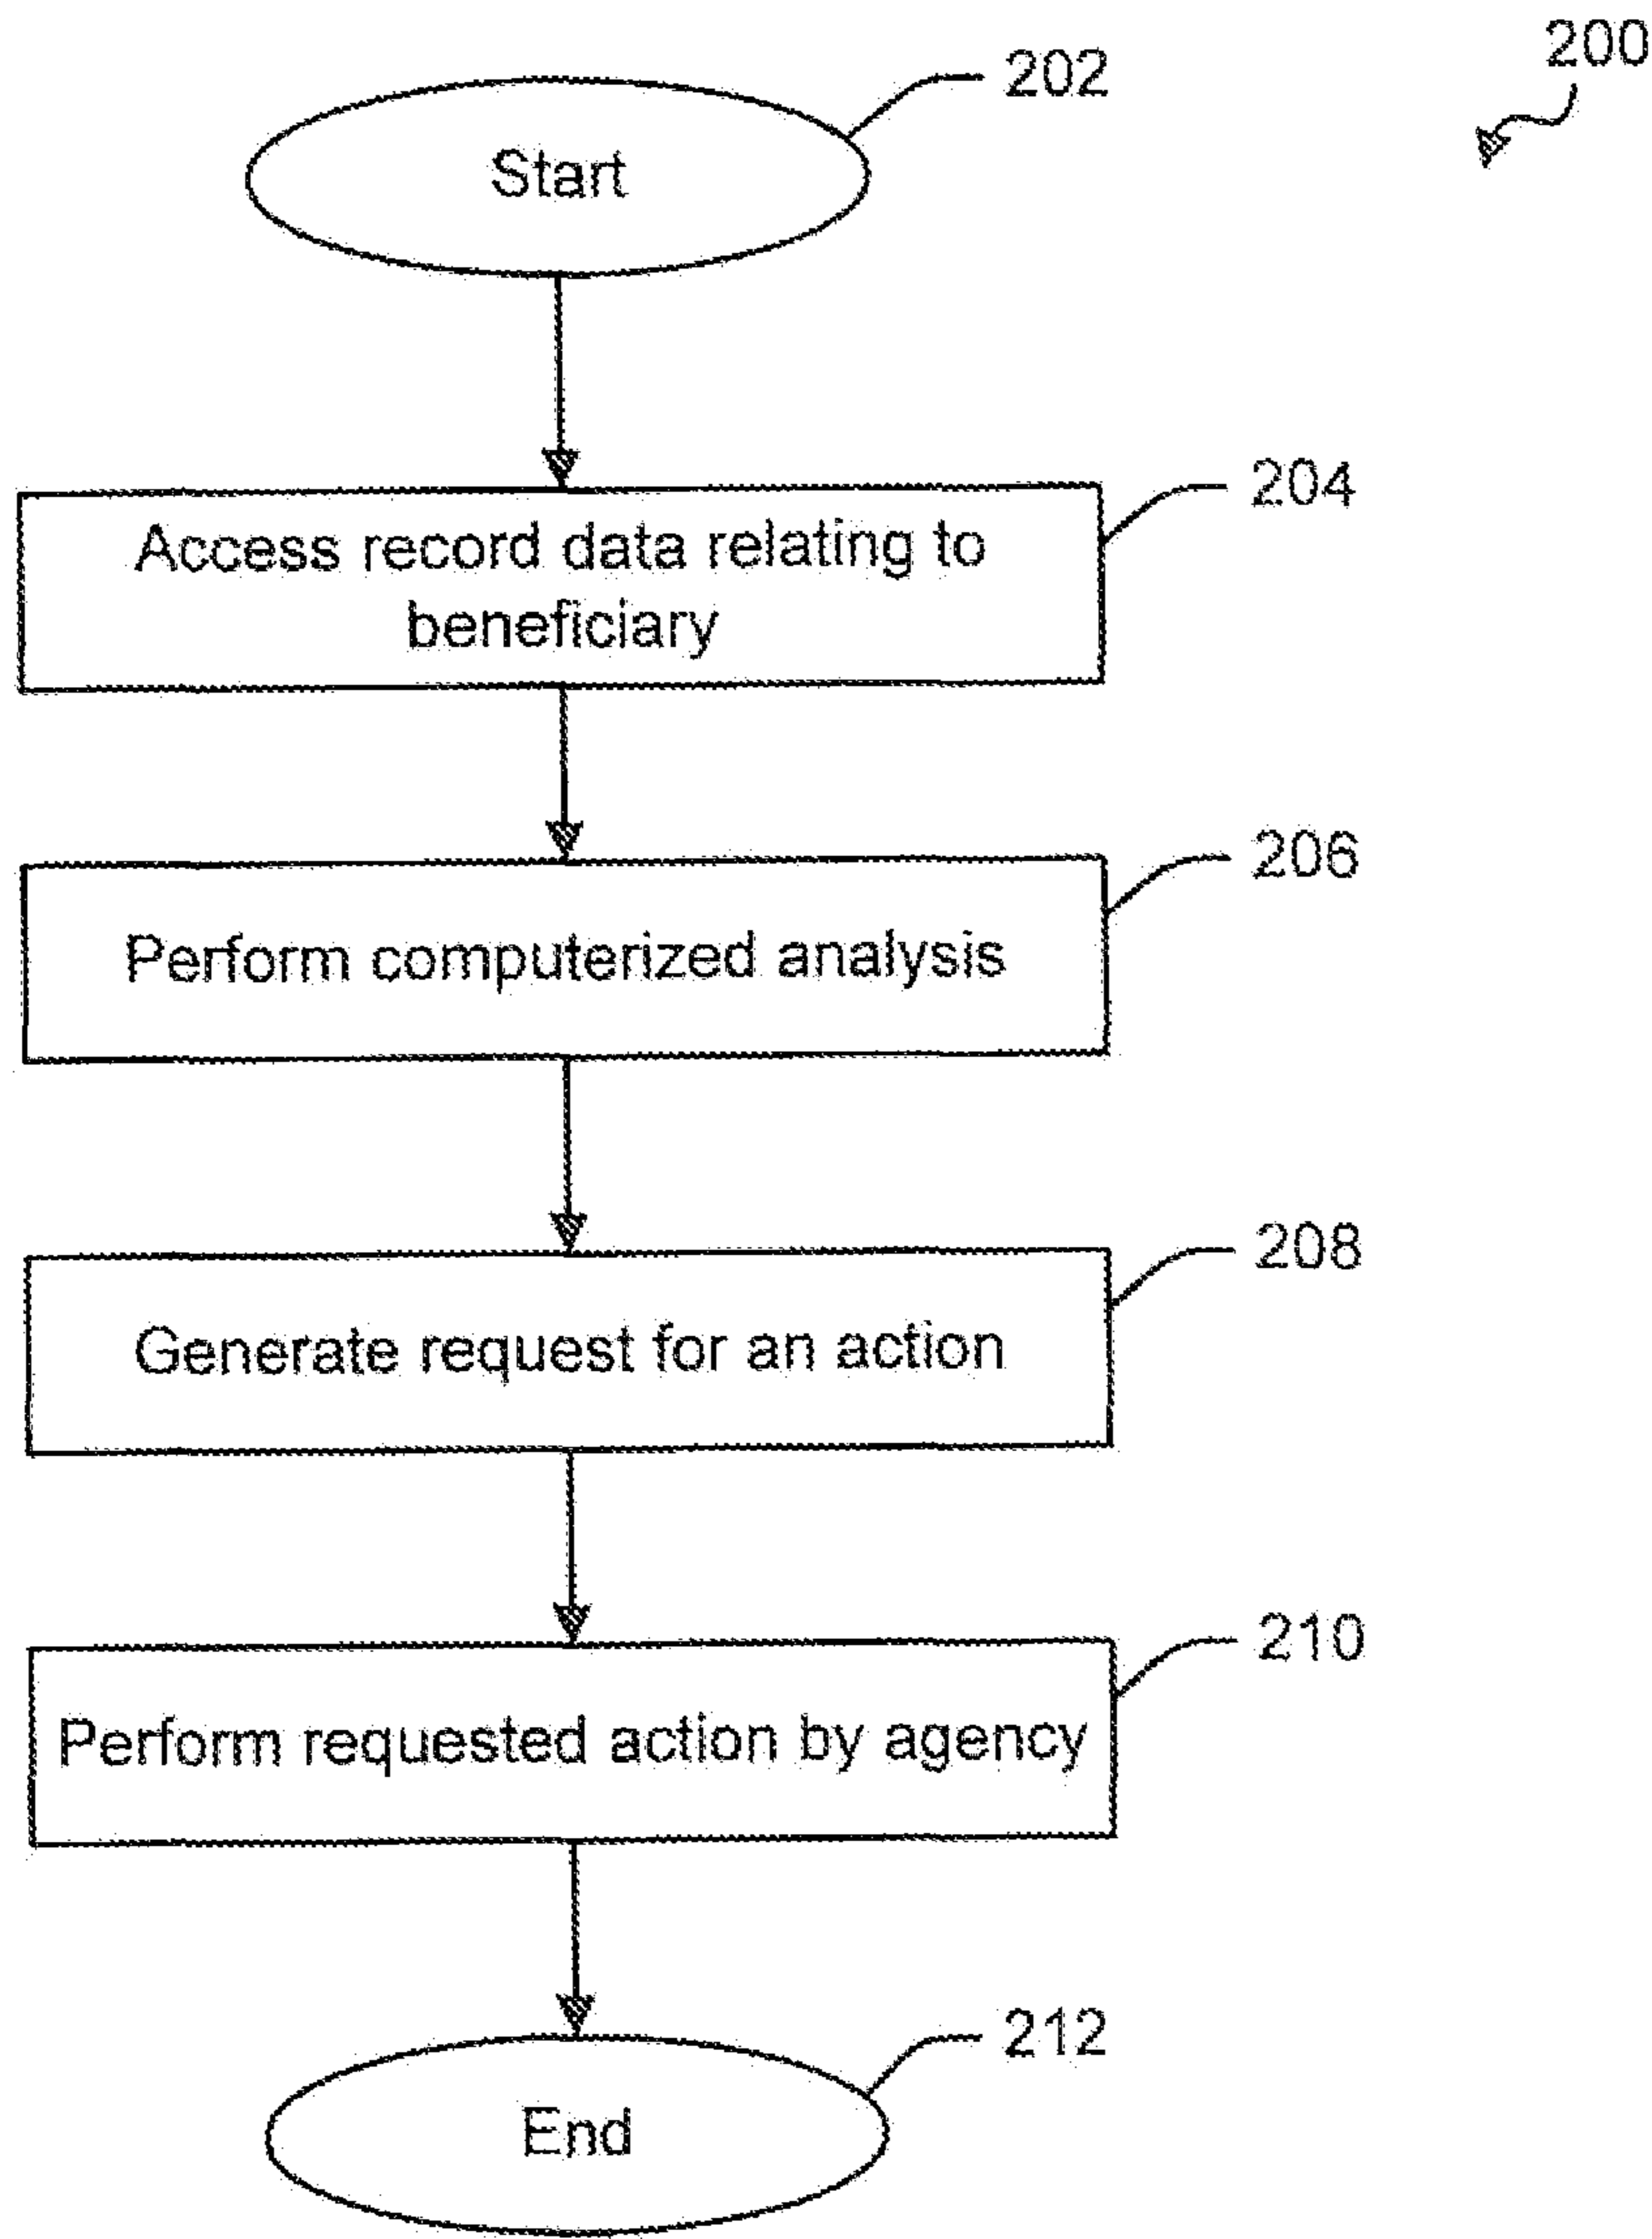 200
202
Start
204
Access record data relating to
beneficiary
206
Perform computerized analysis
208
Generate request for an action
210
Perform requested action by agency
212
End